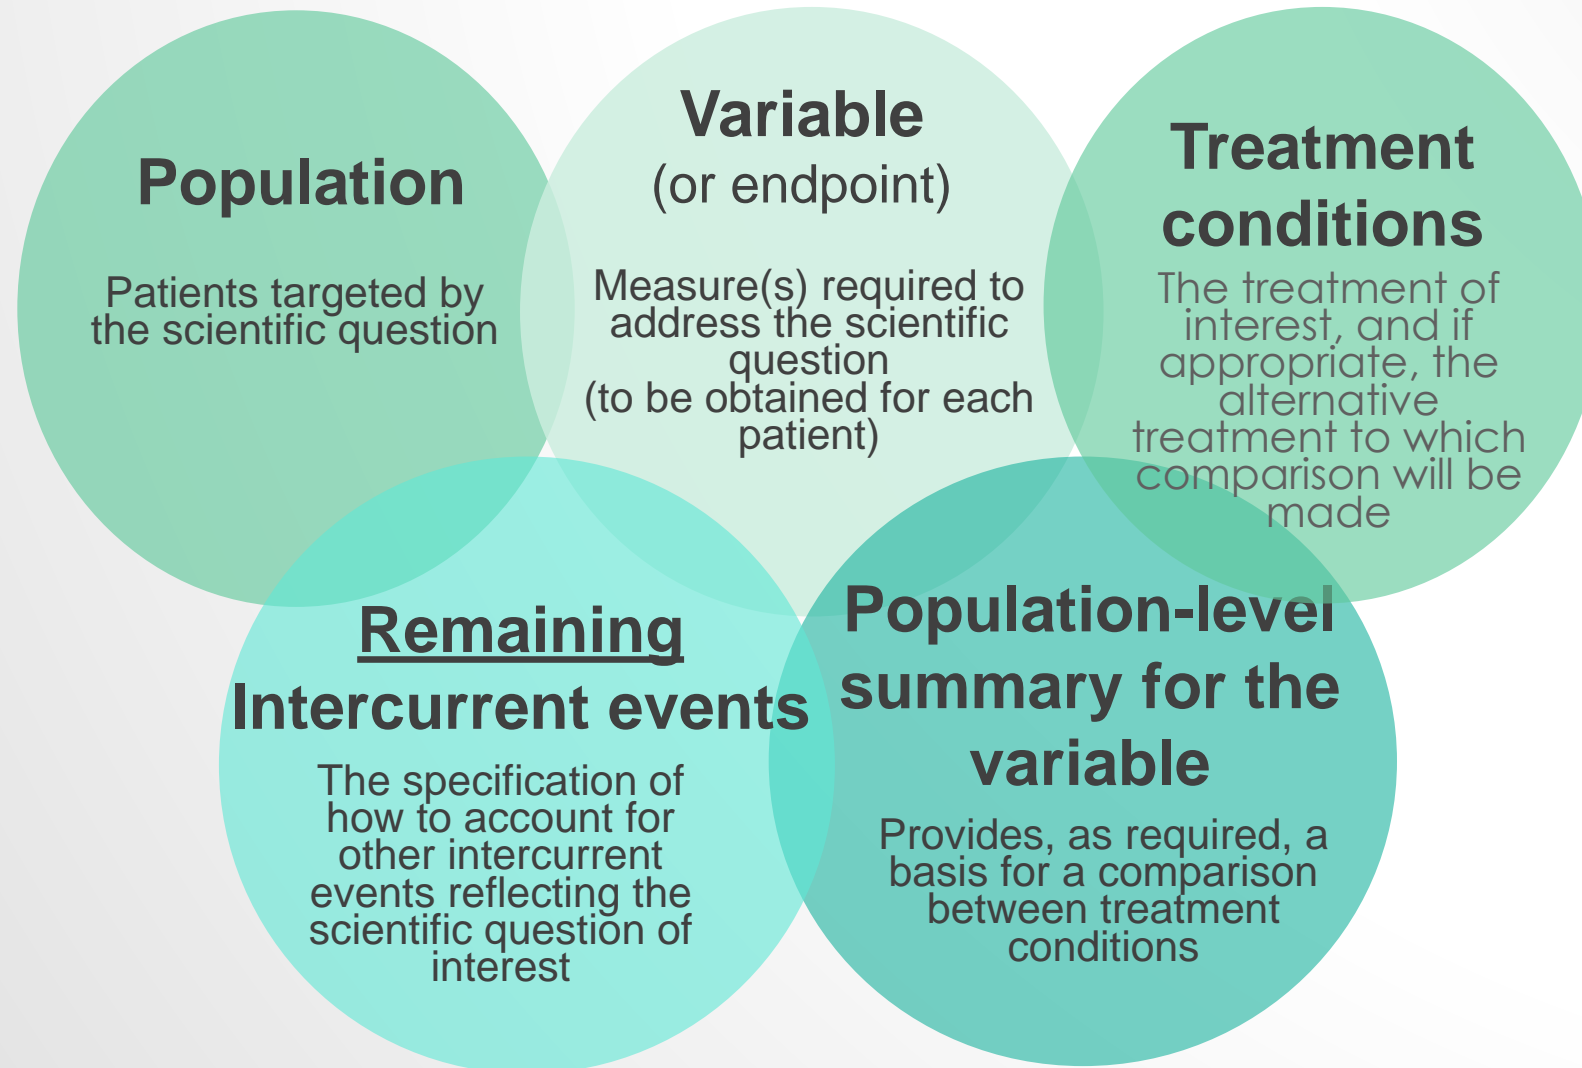 Population
Patients targeted by
the scientific question
Variable
(or endpoint)
Measure(s) required to
address the scientific
question
(to be obtained for each
patient)
Treatment
conditions
The treatment of
interest, and if
appropriate, the
alternative
treatment to which
comparison will be
made
Remaining
Intercurrent events
The specification of
how to account for
other intercurrent
events reflecting the
scientific question of
interest
Population-level
summary for the
variable
Provides, as required, a
basis for a comparison
between treatment
conditions